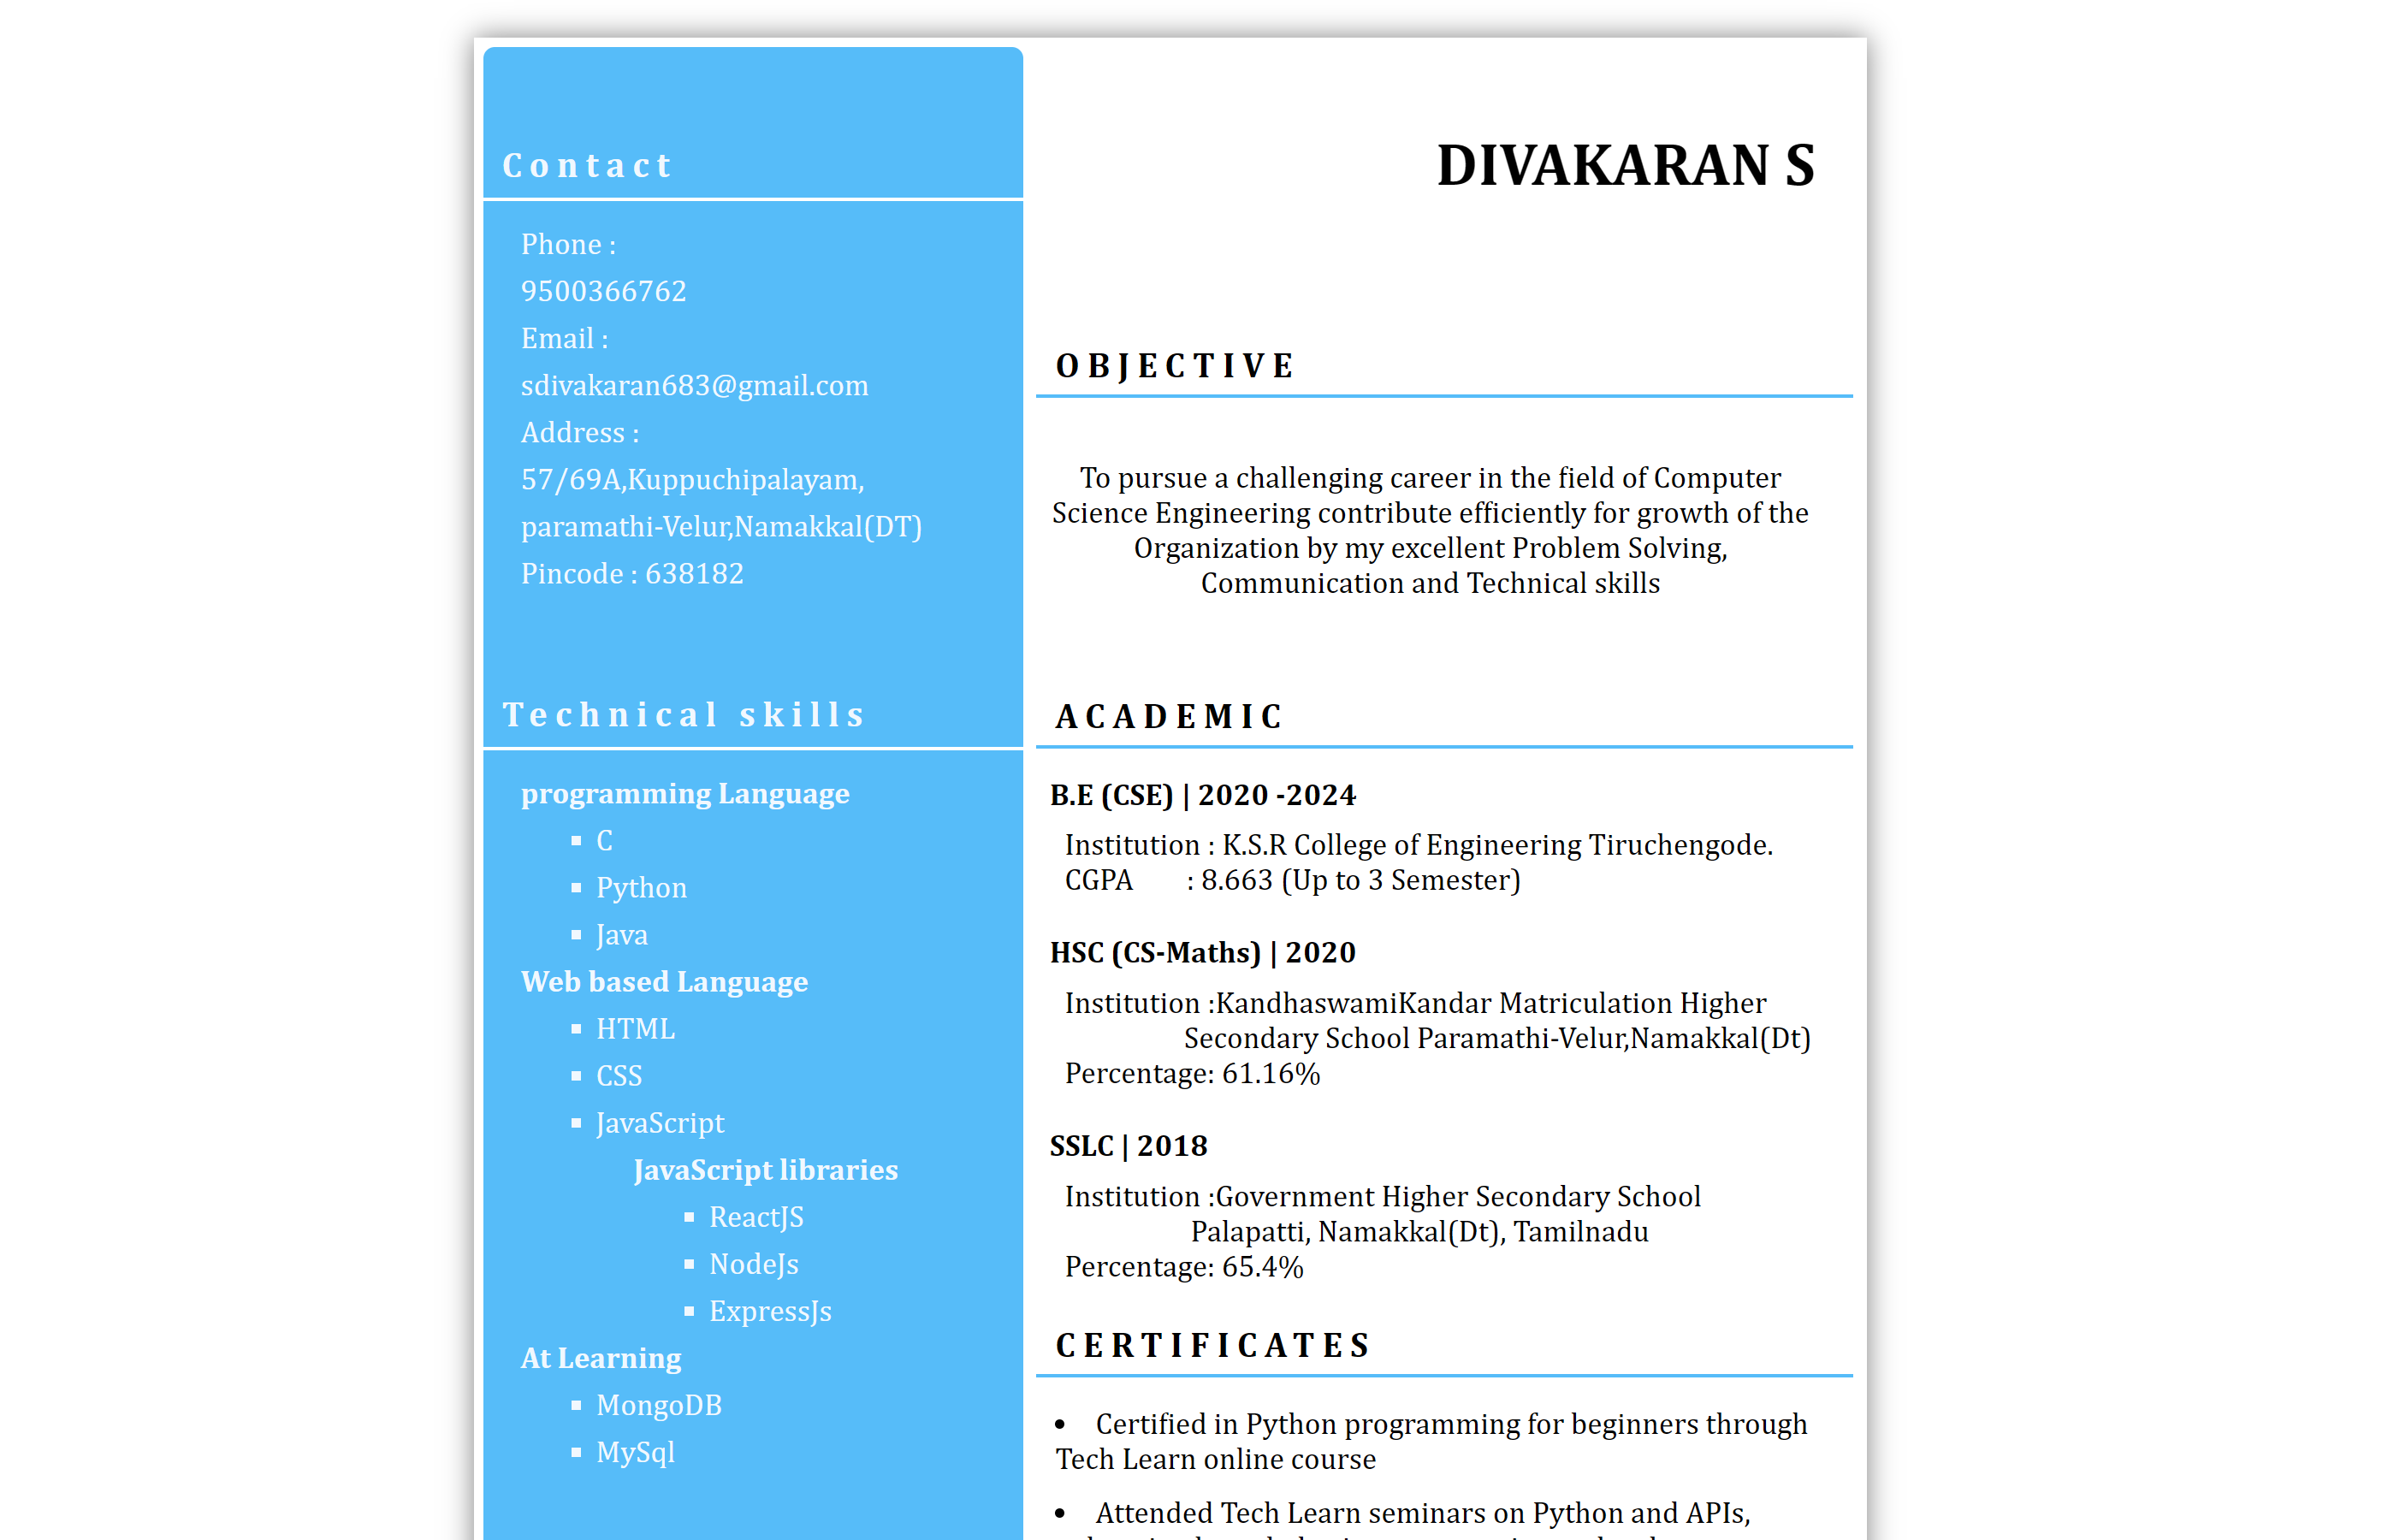 Contact
Phone :
9500366762
Email :
sdivakaran683@gmail.com
Address :
57/69A,Kuppuchipalayam,
paramathi-Velur,Namakkal(DT)
Pincode : 638182
Technical skills
programming Language
▪ C
▪ Python
▪ Java
Web based Language
▪ HTML
▪ CSS
▪ JavaScript
JavaScript libraries
▪ ReactJS
▪ NodeJs
▪ ExpressJs
At Learning
▪ MongoDB
▪ MySql
DIVAKARAN S
OBJECTIVE
To pursue a challenging career in the field of Computer
Science Engineering contribute efficiently for growth of the
Organization by my excellent Problem Solving,
Communication and Technical skills
ACADEMIC
B.E (CSE) | 2020 -2024
Institution : K.S.R College of Engineering Tiruchengode.
CGPA : 8.663 (Up to 3 Semester)
HSC (CS-Maths) | 2020
Institution :KandhaswamiKandar Matriculation Higher
Secondary School Paramathi-Velur,Namakkal(Dt)
Percentage: 61.16%
SSLC | 2018
Institution :Government Higher Secondary School
Palapatti, Namakkal(Dt), Tamilnadu
Percentage: 65.4%
CERTIFICATES
• Certified in Python programming for beginners through
Tech Learn online course
• Attended Tech Learn seminars on Python and APIs,